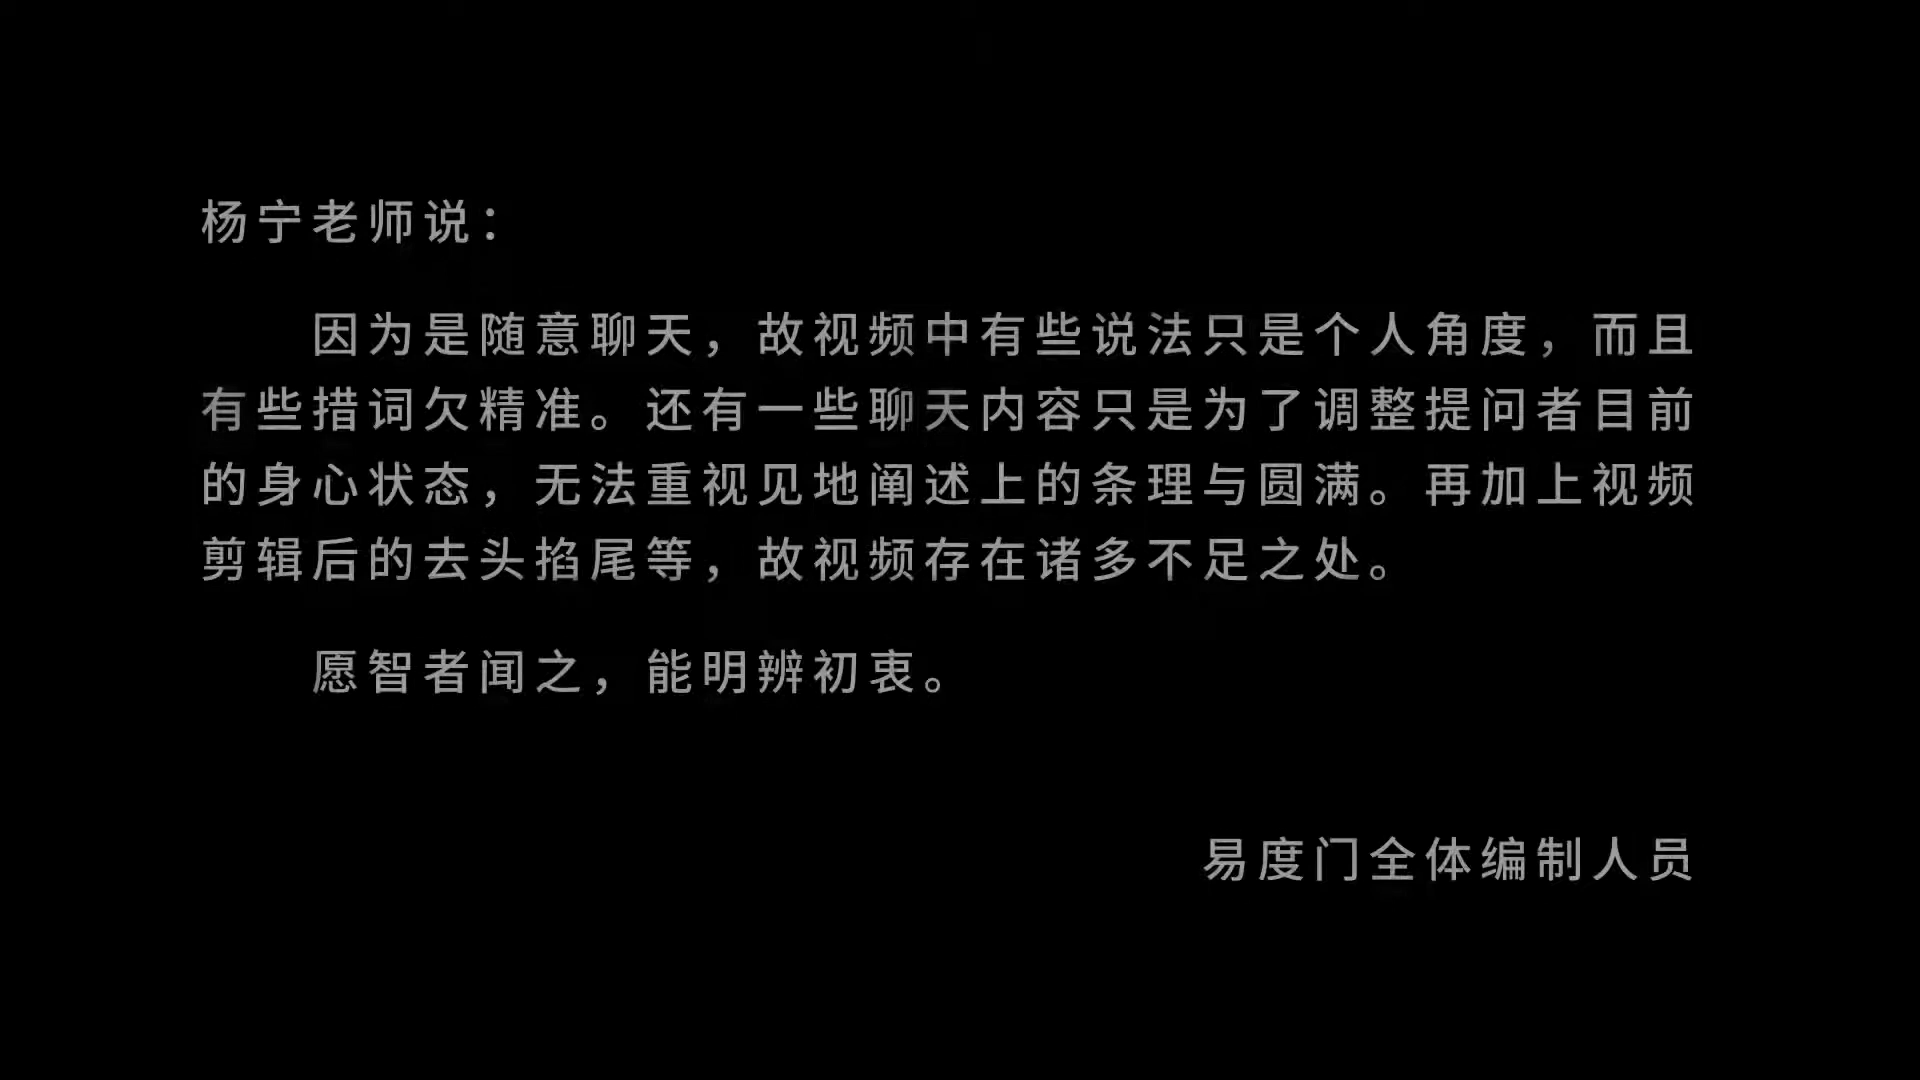 杨宁老师说：
因为是随意聊天，故视频中有些说法只是个人角度，而且
有些措词欠精准。还有一些聊天内容只是为了调整提问者目前
的身心状态，无法重视见地阐述上的条理与圆满。再加上视频
剪辑后的去头掐尾等，故视频存在诸多不足之处。
愿智者闻之，能明辨初衷。
易度门全体编制人员